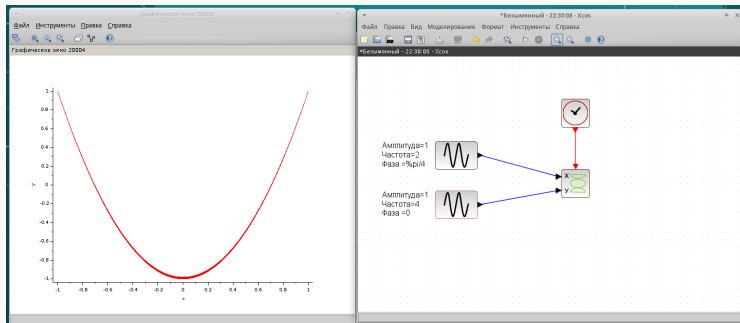 Графическое окно 20004
Файл Инструменты Правка Справка
Графическое окно 20004
1
0.8
0.6
0.4
0.2
0
-0.2
-0.4
-0.6
-0.8
-1
y
-1 -0.8 -0.6 -0.4 -0.2 0 0.2 0.4 0.6 0.8 1
x
*Безымянный - 22:30:08 - Xcos
Файл Правка Вид Моделирование Формат Инструменты Справка
*Безымянный - 22:30:08 - Xcos
Амплитуда=1
Частота=2
Фаза =%pi/4
X
Амплитуда=1
Частота=4
Фаза =0
У